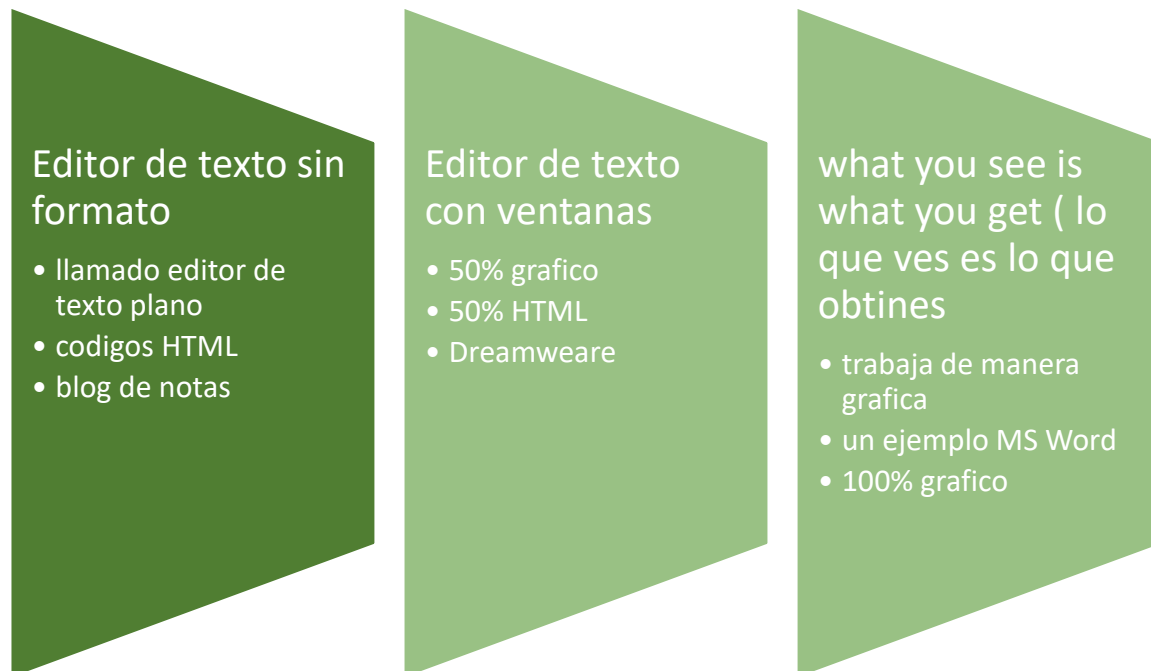 Editor de texto sin
formato
• llamado editor de
texto plano
• codigos HTML
• blog de notas
Editor de texto
con ventanas
• 50% grafico
• 50% HTML
• Dreamweare
what you see is
what you get ( lo
que ves es lo que
obtines
• trabaja de manera
grafica
• un ejemplo MS Word
• 100% grafico